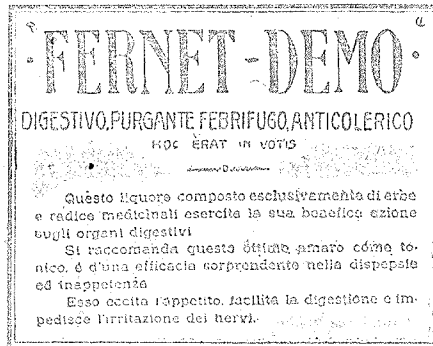 FERNET-DEMO
DIGESTIVO, PURGANTE FEBRIFUGO, ANTICOLERICO
HOC ERAT IN VOTIS
Questo liquore composto esclusivamente di erbe
e radice medicinali esercita la sua benefica azione
sugli organi digestivi
Si raccomanda questo ottimo amaro come to-
nico, è d'una efficacia sorprendente nella dispepsie
ed inappetenza
Esso eccita l'appetito, facilita la digestione e im-
pedisce l'irritazione dei nervi.